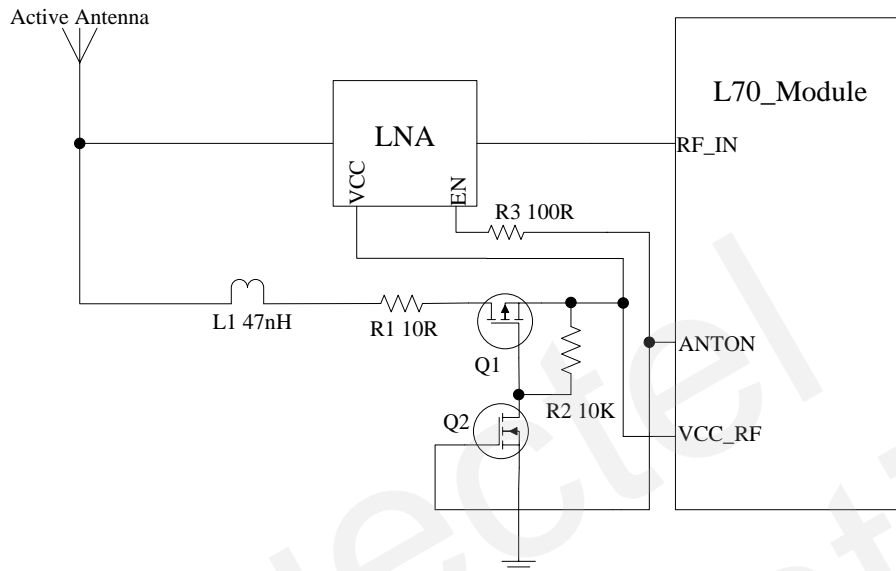 Active Antenna
L70_Module
LNA
RF_IN
VCC
EN
R3 100R
L1 47nH
R1 10R
Q1
ANTON
R2 10K
Q2
VCC_RF